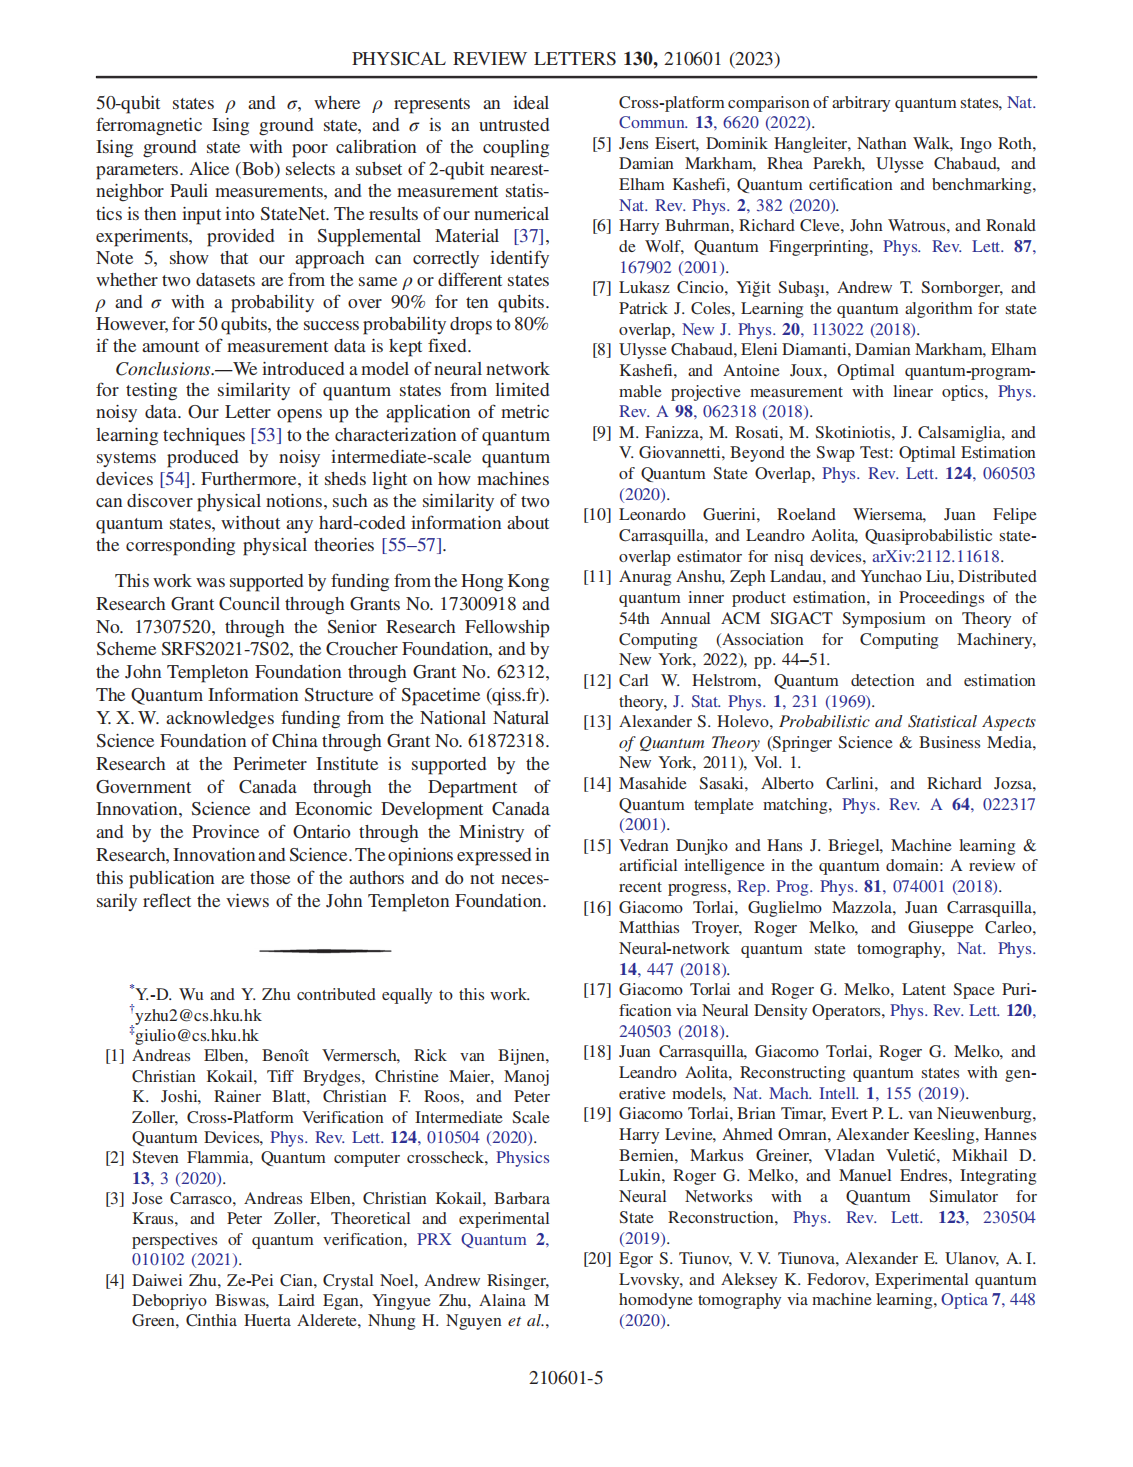 PHYSICAL REVIEW LETTERS 130, 210601 (2023)
50-qubit states ρ and σ, where ρ represents an ideal
ferromagnetic Ising ground state, and σ is an untrusted
Ising ground state with poor calibration of the coupling
parameters. Alice (Bob) selects a subset of 2-qubit nearest-
neighbor Pauli measurements, and the measurement statis-
tics is then input into StateNet. The results of our numerical
experiments, provided in Supplemental Material [37],
Note 5, show that our approach can correctly identify
whether two datasets are from the same ρ or different states
ρ and σ with a probability of over 90% for ten qubits.
However, for 50 qubits, the success probability drops to 80%
if the amount of measurement data is kept fixed.
Conclusions.—We introduced a model of neural network
for testing the similarity of quantum states from limited
noisy data. Our Letter opens up the application of metric
learning techniques [53] to the characterization of quantum
systems produced by noisy intermediate-scale quantum
devices [54]. Furthermore, it sheds light on how machines
can discover physical notions, such as the similarity of two
quantum states, without any hard-coded information about
the corresponding physical theories [55–57].
This work was supported by funding from the Hong Kong
Research Grant Council through Grants No. 17300918 and
No. 17307520, through the Senior Research Fellowship
Scheme SRFS2021-7S02, the Croucher Foundation, and by
the John Templeton Foundation through Grant No. 62312,
The Quantum Information Structure of Spacetime (qiss.fr).
Y. X. W. acknowledges funding from the National Natural
Science Foundation of China through Grant No. 61872318.
Research at the Perimeter Institute is supported by the
Government of Canada through the Department of
Innovation, Science and Economic Development Canada
and by the Province of Ontario through the Ministry of
Research, Innovation and Science. The opinions expressed in
this publication are those of the authors and do not neces-
sarily reflect the views of the John Templeton Foundation.
*Y.-D. Wu and Y. Zhu contributed equally to this work.
†yzhu2@cs.hku.hk
‡giulio@cs.hku.hk
[1] Andreas Elben, Benoît Vermersch, Rick van Bijnen,
Christian Kokail, Tiff Brydges, Christine Maier, Manoj
K. Joshi, Rainer Blatt, Christian F. Roos, and Peter
Zoller, Cross-Platform Verification of Intermediate Scale
Quantum Devices, Phys. Rev. Lett. 124, 010504 (2020).
[2] Steven Flammia, Quantum computer crosscheck, Physics
13, 3 (2020).
[3] Jose Carrasco, Andreas Elben, Christian Kokail, Barbara
Kraus, and Peter Zoller, Theoretical and experimental
perspectives of quantum verification, PRX Quantum 2,
010102 (2021).
[4] Daiwei Zhu, Ze-Pei Cian, Crystal Noel, Andrew Risinger,
Debopriyo Biswas, Laird Egan, Yingyue Zhu, Alaina M
Green, Cinthia Huerta Alderete, Nhung H. Nguyen et al.,
Cross-platform comparison of arbitrary quantum states, Nat.
Commun. 13, 6620 (2022).
[5] Jens Eisert, Dominik Hangleiter, Nathan Walk, Ingo Roth,
Damian Markham, Rhea Parekh, Ulysse Chabaud, and
Elham Kashefi, Quantum certification and benchmarking,
Nat. Rev. Phys. 2, 382 (2020).
[6] Harry Buhrman, Richard Cleve, John Watrous, and Ronald
de Wolf, Quantum Fingerprinting, Phys. Rev. Lett. 87,
167902 (2001).
[7] Lukasz Cincio, Yiğit Subaşı, Andrew T. Sornborger, and
Patrick J. Coles, Learning the quantum algorithm for state
overlap, New J. Phys. 20, 113022 (2018).
[8] Ulysse Chabaud, Eleni Diamanti, Damian Markham, Elham
Kashefi, and Antoine Joux, Optimal quantum-program-
mable projective measurement with linear optics, Phys.
Rev. A 98, 062318 (2018).
[9] M. Fanizza, M. Rosati, M. Skotiniotis, J. Calsamiglia, and
V. Giovannetti, Beyond the Swap Test: Optimal Estimation
of Quantum State Overlap, Phys. Rev. Lett. 124, 060503
(2020).
[10] Leonardo Guerini, Roeland Wiersema, Juan Felipe
Carrasquilla, and Leandro Aolita, Quasiprobabilistic state-
overlap estimator for nisq devices, arXiv:2112.11618.
[11] Anurag Anshu, Zeph Landau, and Yunchao Liu, Distributed
quantum inner product estimation, in Proceedings of the
54th Annual ACM SIGACT Symposium on Theory of
Computing (Association for Computing Machinery,
New York, 2022), pp. 44–51.
[12] Carl W. Helstrom, Quantum detection and estimation
theory, J. Stat. Phys. 1, 231 (1969).
[13] Alexander S. Holevo, Probabilistic and Statistical Aspects
of Quantum Theory (Springer Science & Business Media,
New York, 2011), Vol. 1.
[14] Masahide Sasaki, Alberto Carlini, and Richard Jozsa,
Quantum template matching, Phys. Rev. A 64, 022317
(2001).
[15] Vedran Dunjko and Hans J. Briegel, Machine learning &
artificial intelligence in the quantum domain: A review of
recent progress, Rep. Prog. Phys. 81, 074001 (2018).
[16] Giacomo Torlai, Guglielmo Mazzola, Juan Carrasquilla,
Matthias Troyer, Roger Melko, and Giuseppe Carleo,
Neural-network quantum state tomography, Nat. Phys.
14, 447 (2018).
[17] Giacomo Torlai and Roger G. Melko, Latent Space Puri-
fication via Neural Density Operators, Phys. Rev. Lett. 120,
240503 (2018).
[18] Juan Carrasquilla, Giacomo Torlai, Roger G. Melko, and
Leandro Aolita, Reconstructing quantum states with gen-
erative models, Nat. Mach. Intell. 1, 155 (2019).
[19] Giacomo Torlai, Brian Timar, Evert P. L. van Nieuwenburg,
Harry Levine, Ahmed Omran, Alexander Keesling, Hannes
Bernien, Markus Greiner, Vladan Vuletić, Mikhail D.
Lukin, Roger G. Melko, and Manuel Endres, Integrating
Neural Networks with a Quantum Simulator for
State Reconstruction, Phys. Rev. Lett. 123, 230504
(2019).
[20] Egor S. Tiunov, V. V. Tiunova, Alexander E. Ulanov, A. I.
Lvovsky, and Aleksey K. Fedorov, Experimental quantum
homodyne tomography via machine learning, Optica 7, 448
(2020).
210601-5